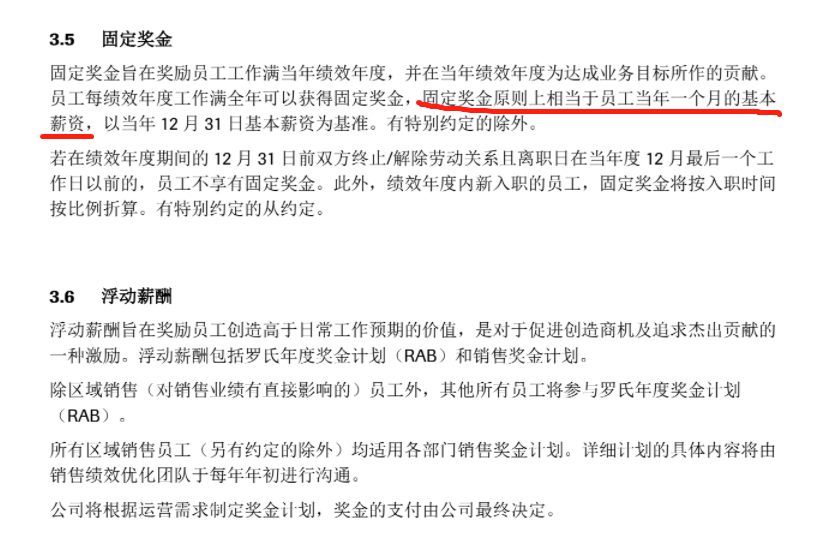 3.5 固定奖金
固定奖金旨在奖励员工工作满当年绩效年度，并在当年绩效年度为达成业务目标所作的贡献。
员工每绩效年度工作满全年可以获得固定奖金，固定奖金原则上相当于员工当年一个月的基本
薪资，以当年 12 月 31 日基本薪资为基准。有特别约定的除外。
若在绩效年度期间的 12 月 31 日前双方终止/解除劳动关系且离职日在当年度 12 月最后一个工
作日以前的，员工不享有固定奖金。此外，绩效年度内新入职的员工，固定奖金将按入职时间
按比例折算。有特别约定的从约定。
3.6 浮动薪酬
浮动薪酬旨在奖励员工创造高于日常工作预期的价值，是对于促进创造商机及追求杰出贡献的
一种激励。浮动薪酬包括罗氏年度奖金计划（RAB）和销售奖金计划。
除区域销售（对销售业绩有直接影响的）员工外，其他所有员工将参与罗氏年度奖金计划
（RAB）。
所有区域销售员工（另有约定的除外）均适用各部门销售奖金计划。详细计划的具体内容将由
销售绩效优化团队于每年年初进行沟通。
公司将根据运营需求制定奖金计划，奖金的支付由公司最终决定。